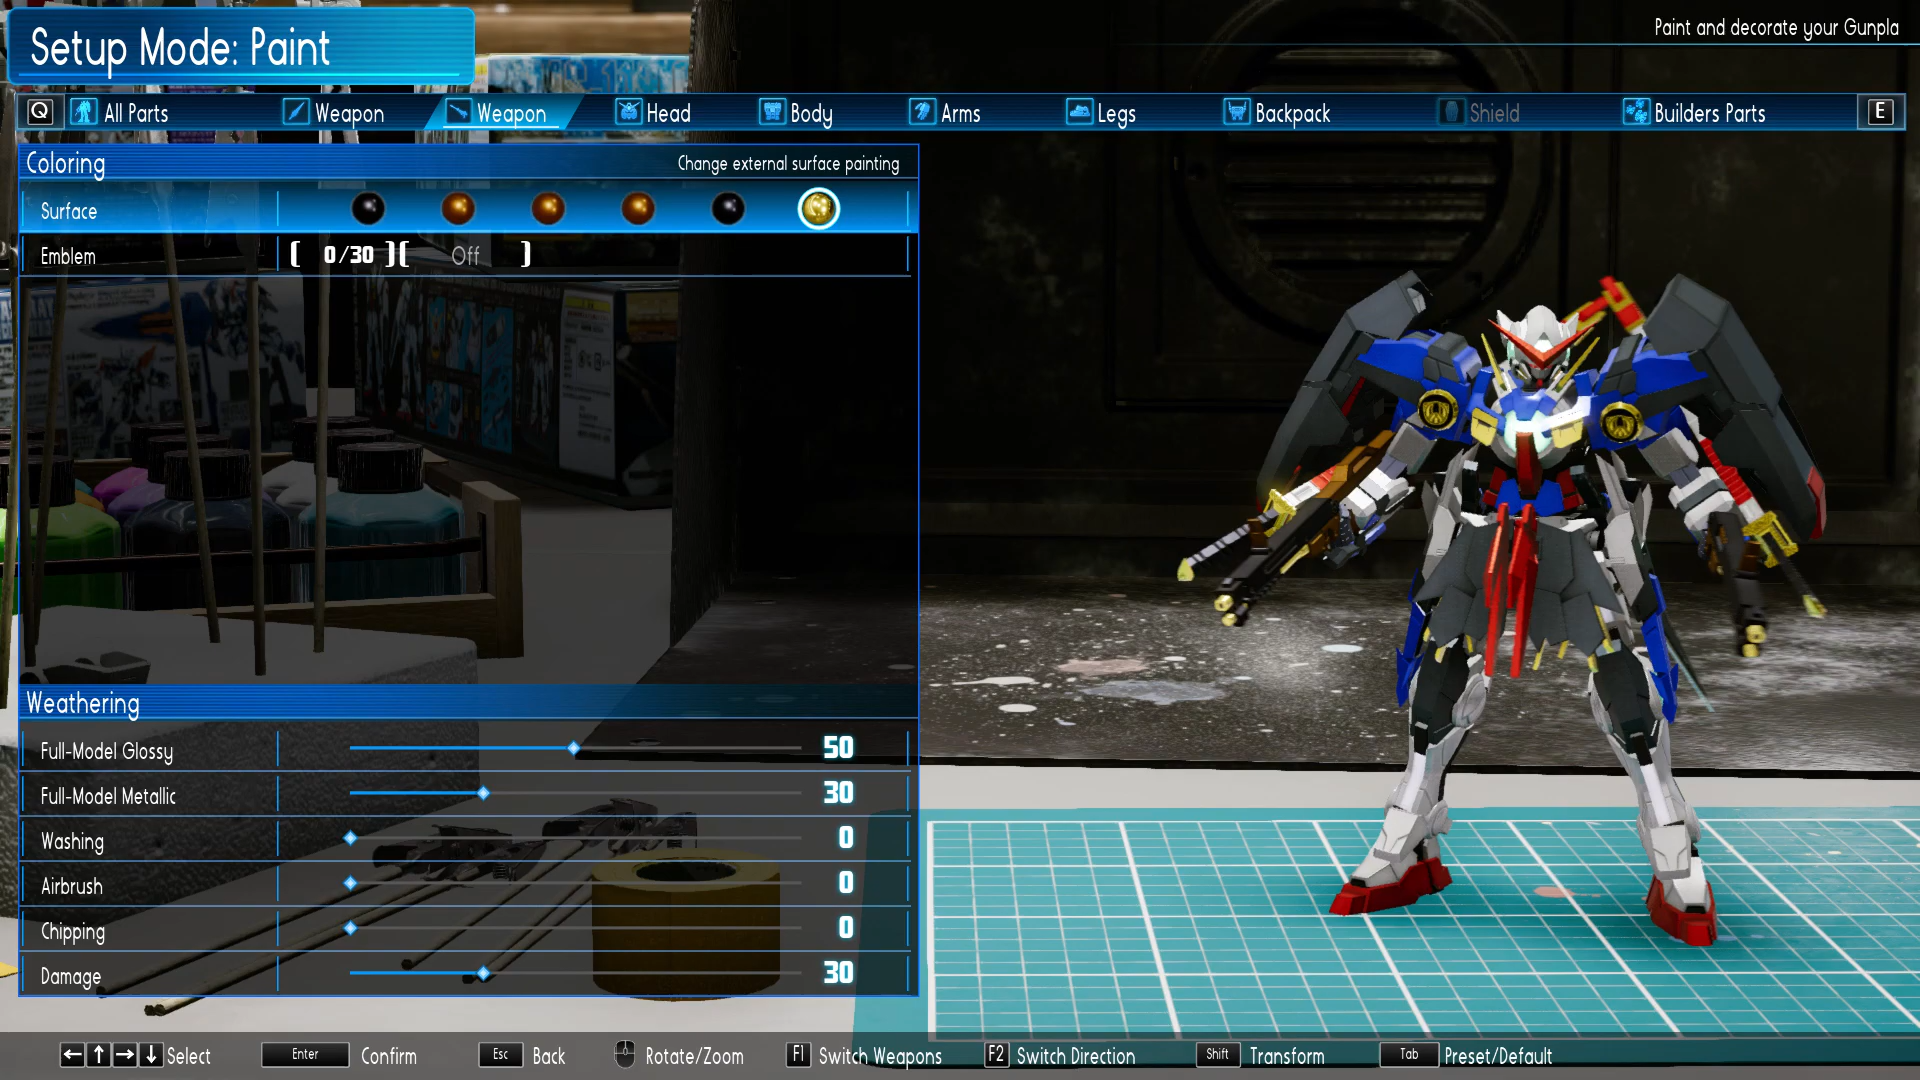 Setup Mode: Paint
Paint and decorate your Gunpla
Q All Parts Weapon Weapon Head Body Arms Legs Backpack Shield Builders Parts E
Coloring Change external surface painting
Surface
Emblem [ 0/30 ][ Off ]
Weathering
Full-Model Glossy 50
Full-Model Metallic 30
Washing 0
Airbrush 0
Chipping 0
Damage 30
←↑→↓ Select Enter Confirm Esc Back Rotate/Zoom F1 Switch Weapons F2 Switch Direction Shift Transform Tab Preset/Default